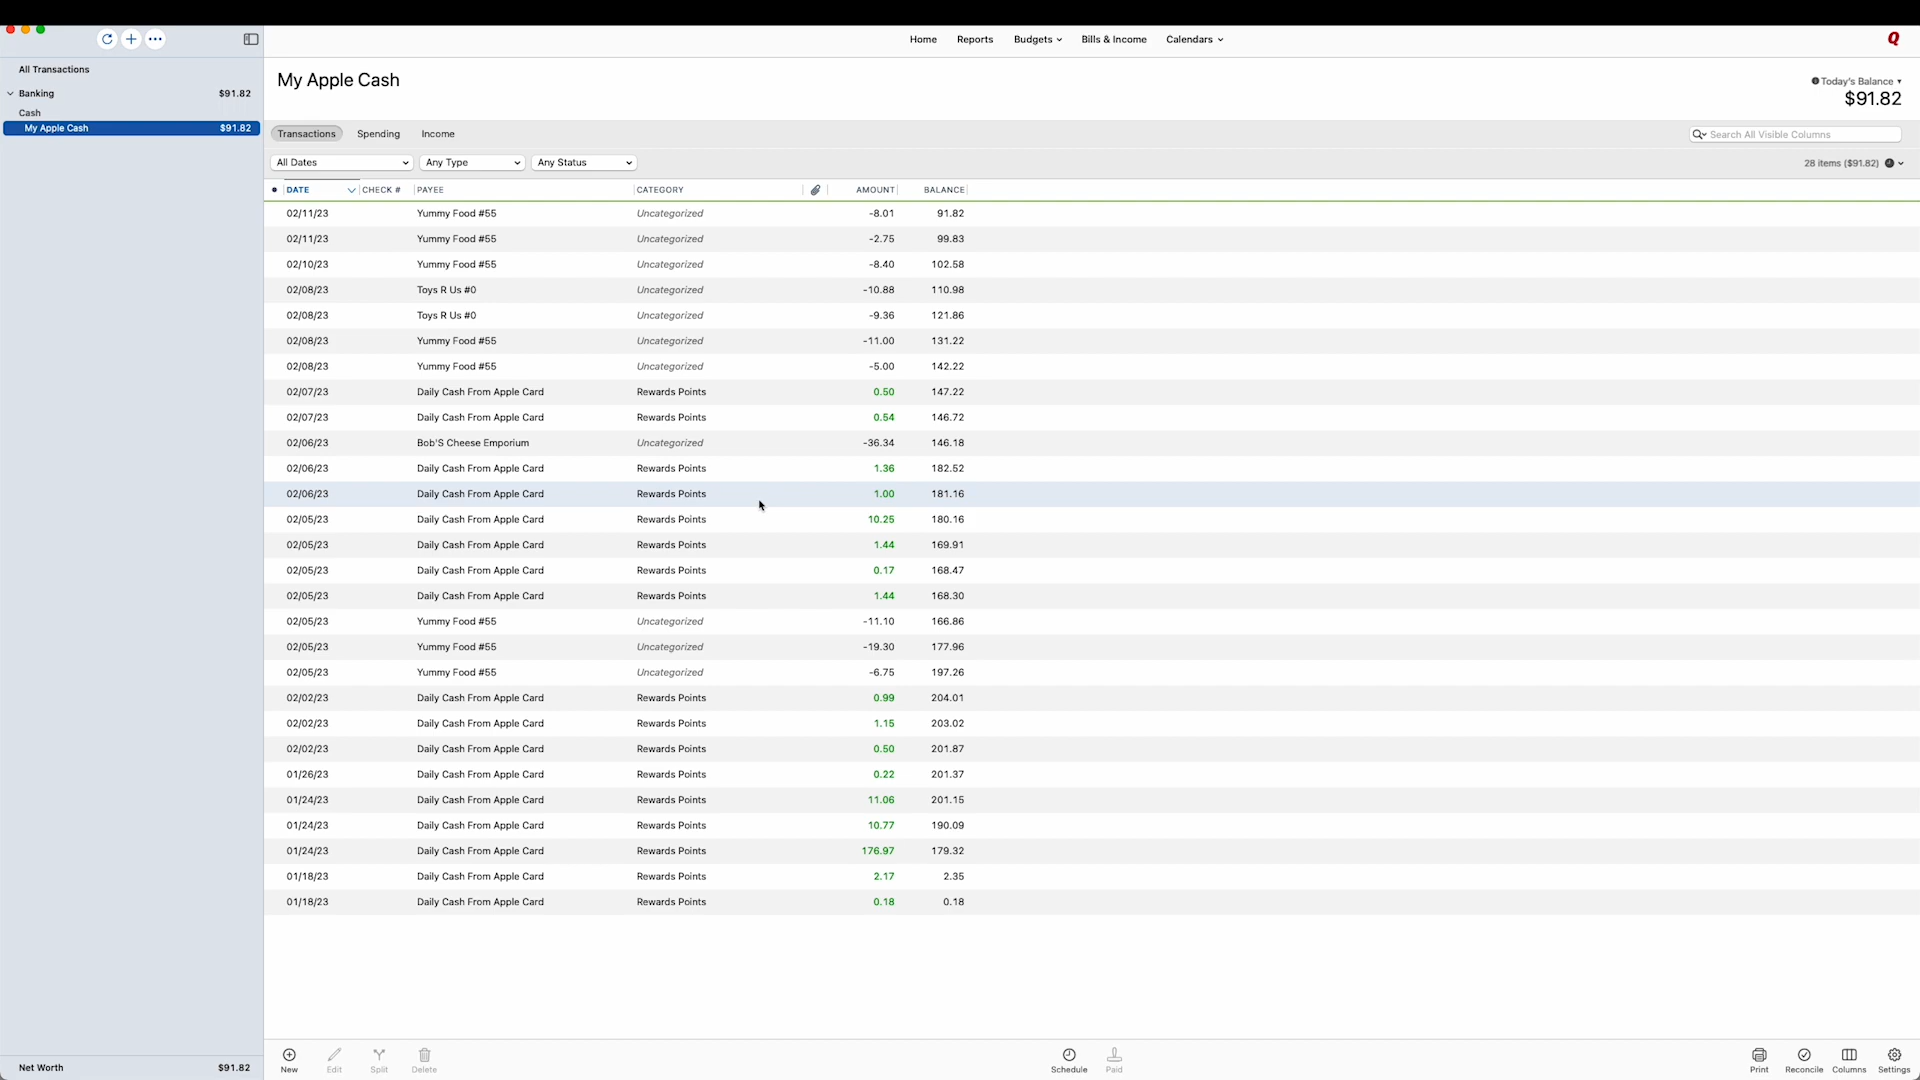 Home Reports Budgets Bills & Income Calendars Q
All Transactions
Banking $91.82
Cash
My Apple Cash $91.82
My Apple Cash
Today's Balance
$91.82
Transactions Spending Income Search All Visible Columns
All Dates Any Type Any Status 28 items ($91.82)
DATE CHECK # PAYEE CATEGORY AMOUNT BALANCE
02/11/23 Yummy Food #55 Uncategorized -8.01 91.82
02/11/23 Yummy Food #55 Uncategorized -2.75 99.83
02/10/23 Yummy Food #55 Uncategorized -8.40 102.58
02/08/23 Toys R Us #0 Uncategorized -10.88 110.98
02/08/23 Toys R Us #0 Uncategorized -9.36 121.86
02/08/23 Yummy Food #55 Uncategorized -11.00 131.22
02/08/23 Yummy Food #55 Uncategorized -5.00 142.22
02/07/23 Daily Cash From Apple Card Rewards Points 0.50 147.22
02/07/23 Daily Cash From Apple Card Rewards Points 0.54 146.72
02/06/23 Bob'S Cheese Emporium Uncategorized -36.34 146.18
02/06/23 Daily Cash From Apple Card Rewards Points 1.36 182.52
02/06/23 Daily Cash From Apple Card Rewards Points 1.00 181.16
02/05/23 Daily Cash From Apple Card Rewards Points 10.25 180.16
02/05/23 Daily Cash From Apple Card Rewards Points 1.44 169.91
02/05/23 Daily Cash From Apple Card Rewards Points 0.17 168.47
02/05/23 Daily Cash From Apple Card Rewards Points 1.44 168.30
02/05/23 Yummy Food #55 Uncategorized -11.10 166.86
02/05/23 Yummy Food #55 Uncategorized -19.30 177.96
02/05/23 Yummy Food #55 Uncategorized -6.75 197.26
02/02/23 Daily Cash From Apple Card Rewards Points 0.99 204.01
02/02/23 Daily Cash From Apple Card Rewards Points 1.15 203.02
02/02/23 Daily Cash From Apple Card Rewards Points 0.50 201.87
01/26/23 Daily Cash From Apple Card Rewards Points 0.22 201.37
01/24/23 Daily Cash From Apple Card Rewards Points 11.06 201.15
01/24/23 Daily Cash From Apple Card Rewards Points 10.77 190.09
01/24/23 Daily Cash From Apple Card Rewards Points 176.97 179.32
01/18/23 Daily Cash From Apple Card Rewards Points 2.17 2.35
01/18/23 Daily Cash From Apple Card Rewards Points 0.18 0.18
Net Worth $91.82
New Edit Split Delete Schedule Paid Print Reconcile Columns Settings